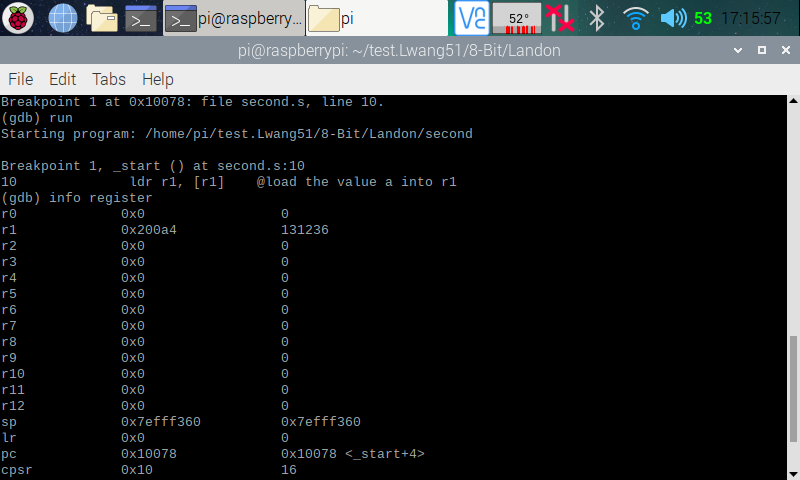 pi@raspberry... pi VNC 52° 53 17:15:57
pi@raspberrypi: ~/test.Lwang51/8-Bit/Landon
File Edit Tabs Help
Breakpoint 1 at 0x10078: file second.s, line 10.
(gdb) run
Starting program: /home/pi/test.Lwang51/8-Bit/Landon/second
Breakpoint 1, _start () at second.s:10
10 ldr r1, [r1] @load the value a into r1
(gdb) info register
r0 0x0 0
r1 0x200a4 131236
r2 0x0 0
r3 0x0 0
r4 0x0 0
r5 0x0 0
r6 0x0 0
r7 0x0 0
r8 0x0 0
r9 0x0 0
r10 0x0 0
r11 0x0 0
r12 0x0 0
sp 0x7efff360 0x7efff360
lr 0x0 0
pc 0x10078 0x10078 <_start+4>
cpsr 0x10 16